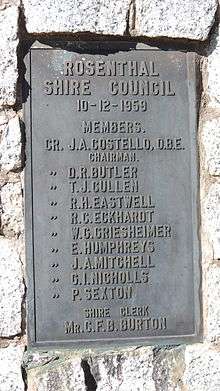 ROSENTHAL
SHIRE COUNCIL
10-12-1959
MEMBERS.
CR. J.A. COSTELLO, O.B.E.
CHAIRMAN.
" D.R. BUTLER
" T.J. CULLEN
" R.H. EASTWELL
" R.C. ECKHARDT
" W.G. GRIESHEIMER
" E. HUMPHREYS
" J.A. MITCHELL
" G.I. NICHOLLS
" P. SEXTON
SHIRE CLERK
MR. C.F.B. BURTON